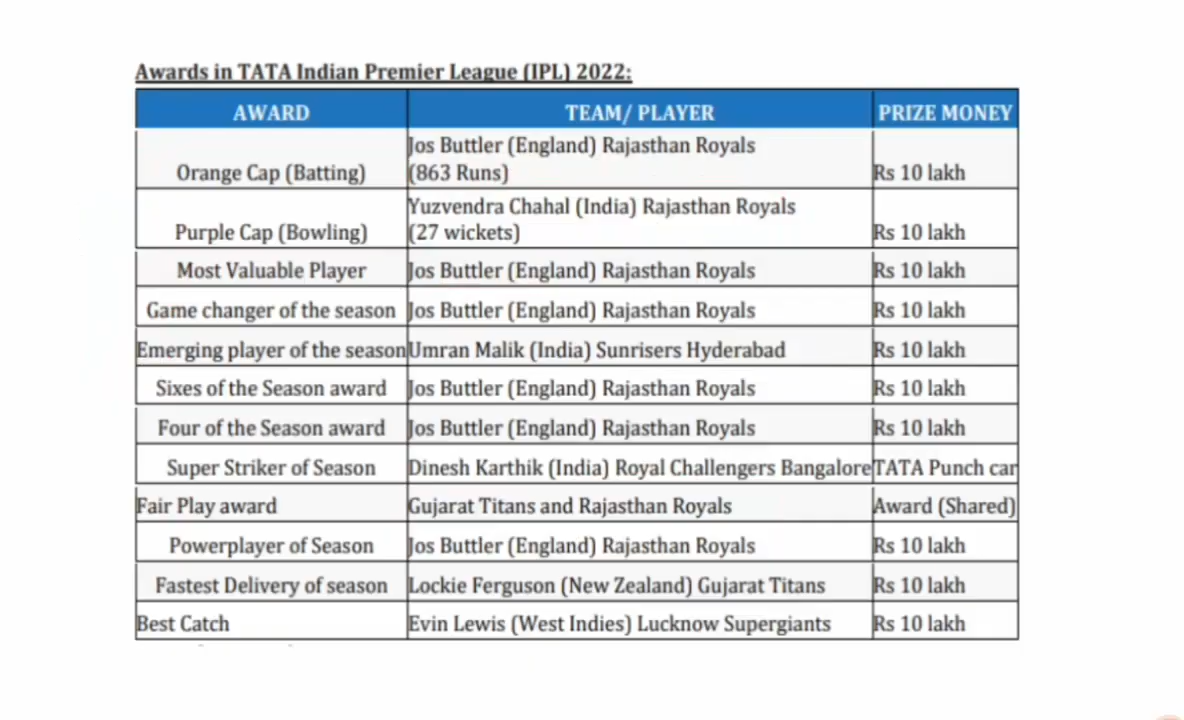 Awards in TATA Indian Premier League (IPL) 2022:
AWARD TEAM/ PLAYER PRIZE MONEY
Jos Buttler (England) Rajasthan Royals
Orange Cap (Batting) (863 Runs) Rs 10 lakh
Yuzvendra Chahal (India) Rajasthan Royals
Purple Cap (Bowling) (27 wickets) Rs 10 lakh
Most Valuable Player Jos Buttler (England) Rajasthan Royals Rs 10 lakh
Game changer of the season Jos Buttler (England) Rajasthan Royals Rs 10 lakh
Emerging player of the season Umran Malik (India) Sunrisers Hyderabad Rs 10 lakh
Sixes of the Season award Jos Buttler (England) Rajasthan Royals Rs 10 lakh
Four of the Season award Jos Buttler (England) Rajasthan Royals Rs 10 lakh
Super Striker of Season Dinesh Karthik (India) Royal Challengers Bangalore TATA Punch car
Fair Play award Gujarat Titans and Rajasthan Royals Award (Shared)
Powerplayer of Season Jos Buttler (England) Rajasthan Royals Rs 10 lakh
Fastest Delivery of season Lockie Ferguson (New Zealand) Gujarat Titans Rs 10 lakh
Best Catch Evin Lewis (West Indies) Lucknow Supergiants Rs 10 lakh